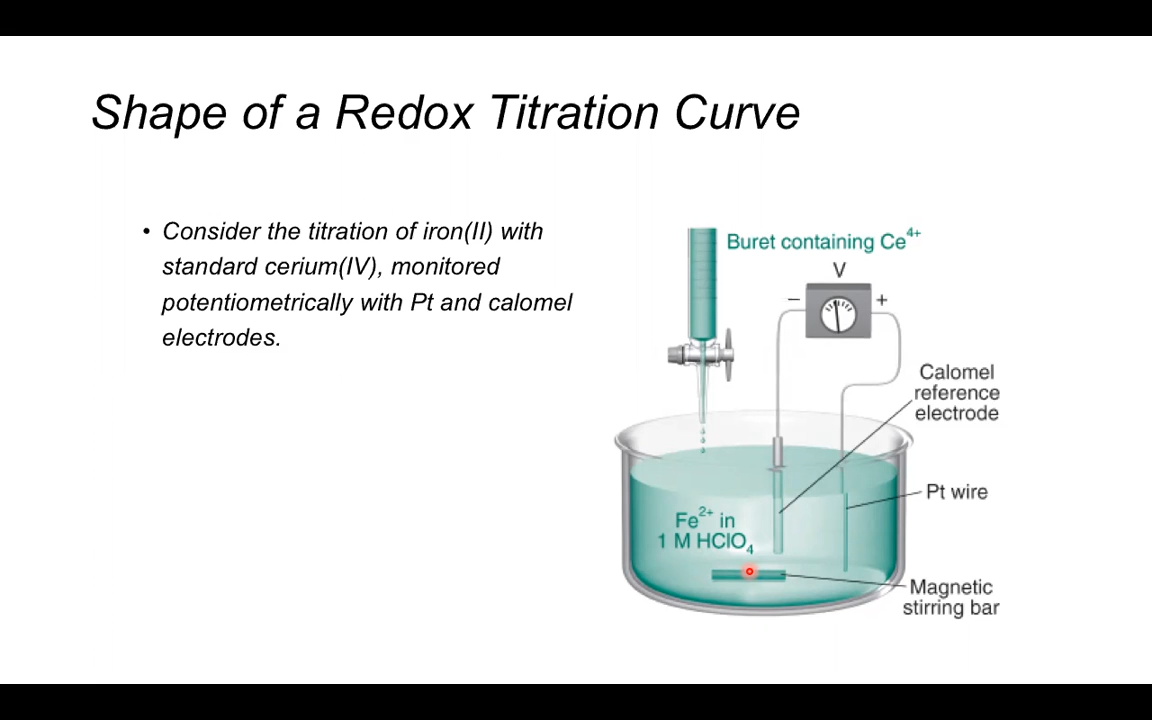 Shape of a Redox Titration Curve
• Consider the titration of iron(II) with
standard cerium(IV), monitored
potentiometrically with Pt and calomel
electrodes.
Buret containing Ce⁴⁺
V
− +
Calomel
reference
electrode
Pt wire
Fe²⁺ in
1 M HClO₄
Magnetic
stirring bar